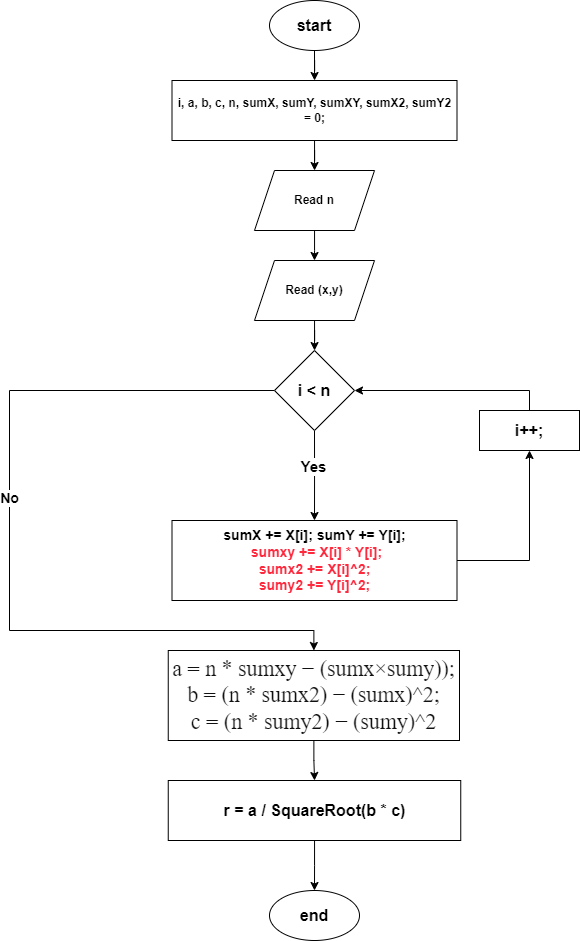 start
i, a, b, c, n, sumX, sumY, sumXY, sumX2, sumY2
= 0;
Read n
Read (x,y)
i < n
i++;
Yes
No
sumX += X[i]; sumY += Y[i];
sumxy += X[i] * Y[i];
sumx2 += X[i]^2;
sumy2 += Y[i]^2;
a = n * sumxy − (sumx×sumy));
b = (n * sumx2) − (sumx)^2;
c = (n * sumy2) − (sumy)^2
r = a / SquareRoot(b * c)
end